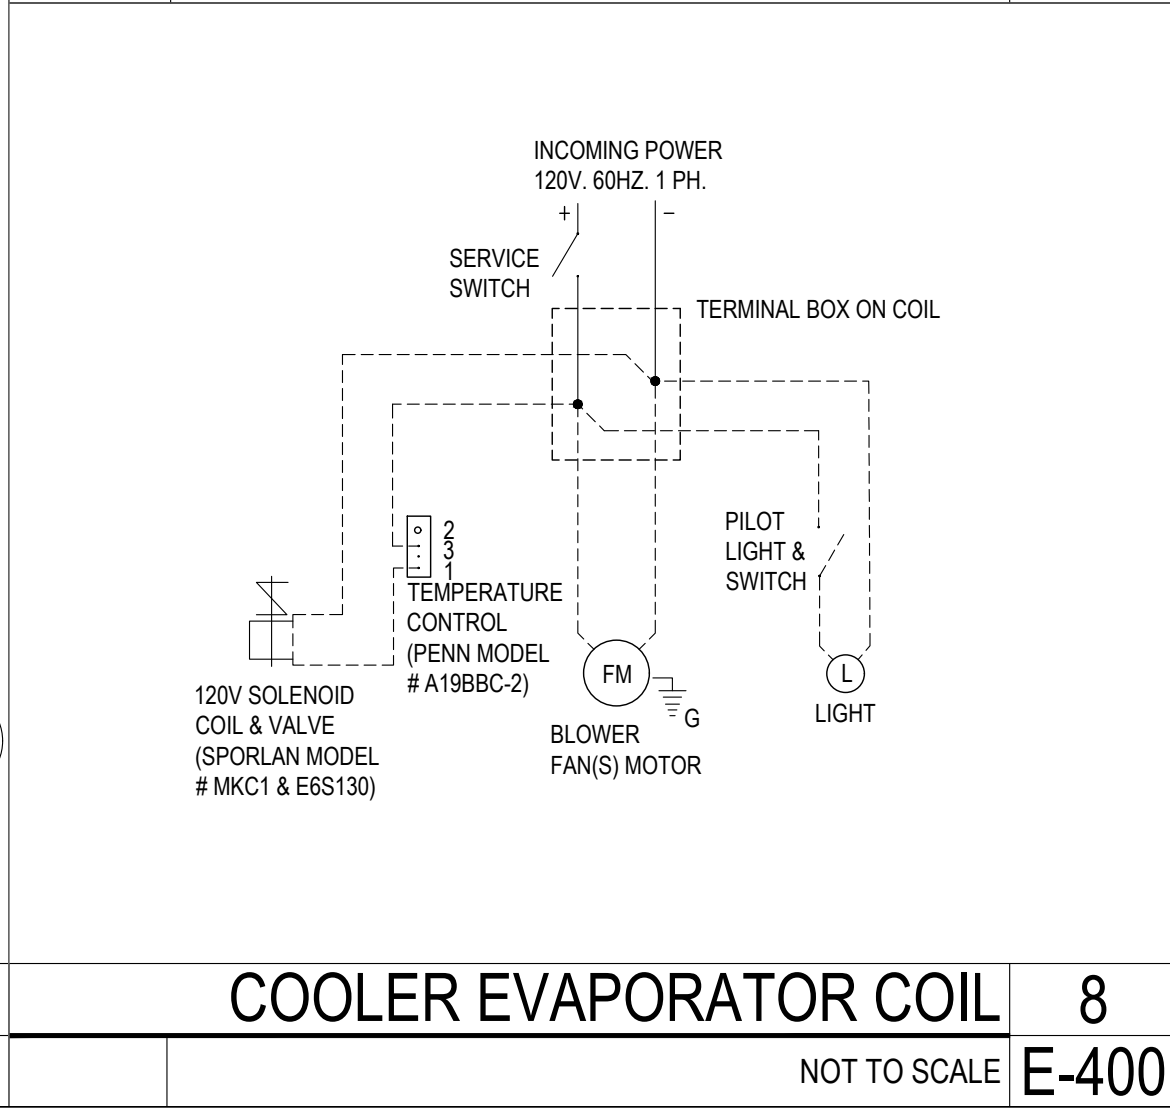 INCOMING POWER
120V. 60HZ. 1 PH.
+ −
SERVICE
SWITCH
TERMINAL BOX ON COIL
2
3
1
TEMPERATURE
CONTROL
(PENN MODEL
# A19BBC-2)
PILOT
LIGHT &
SWITCH
120V SOLENOID
COIL & VALVE
(SPORLAN MODEL
# MKC1 & E6S130)
FM
G
BLOWER
FAN(S) MOTOR
L
LIGHT
COOLER EVAPORATOR COIL
8
NOT TO SCALE
E-400